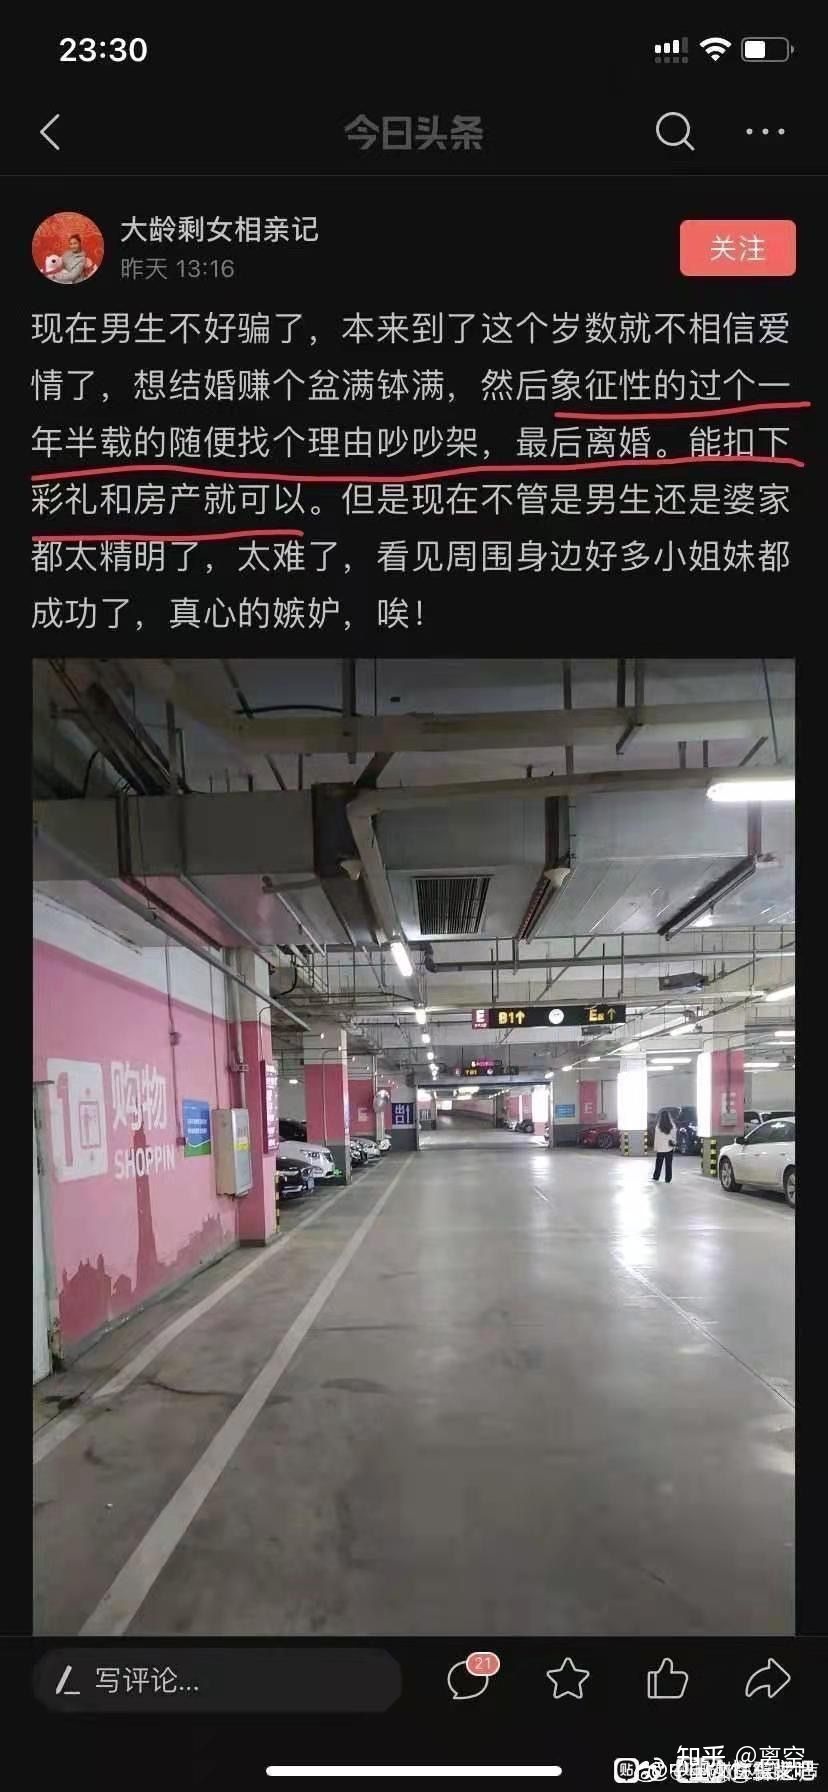 23:30
今日头条
大龄剩女相亲记
昨天 13:16
关注
现在男生不好骗了，本来到了这个岁数就不相信爱
情了，想结婚赚个盆满钵满，然后象征性的过个一
年半载的随便找个理由吵吵架，最后离婚。能扣下
彩礼和房产就可以。但是现在不管是男生还是婆家
都太精明了，太难了，看见周围身边好多小姐妹都
成功了，真心的嫉妒，唉！
E B1↑ E ↑
购物
SHOPPIN
出
E
E
E
21
写评论...
知乎 @离空
贴